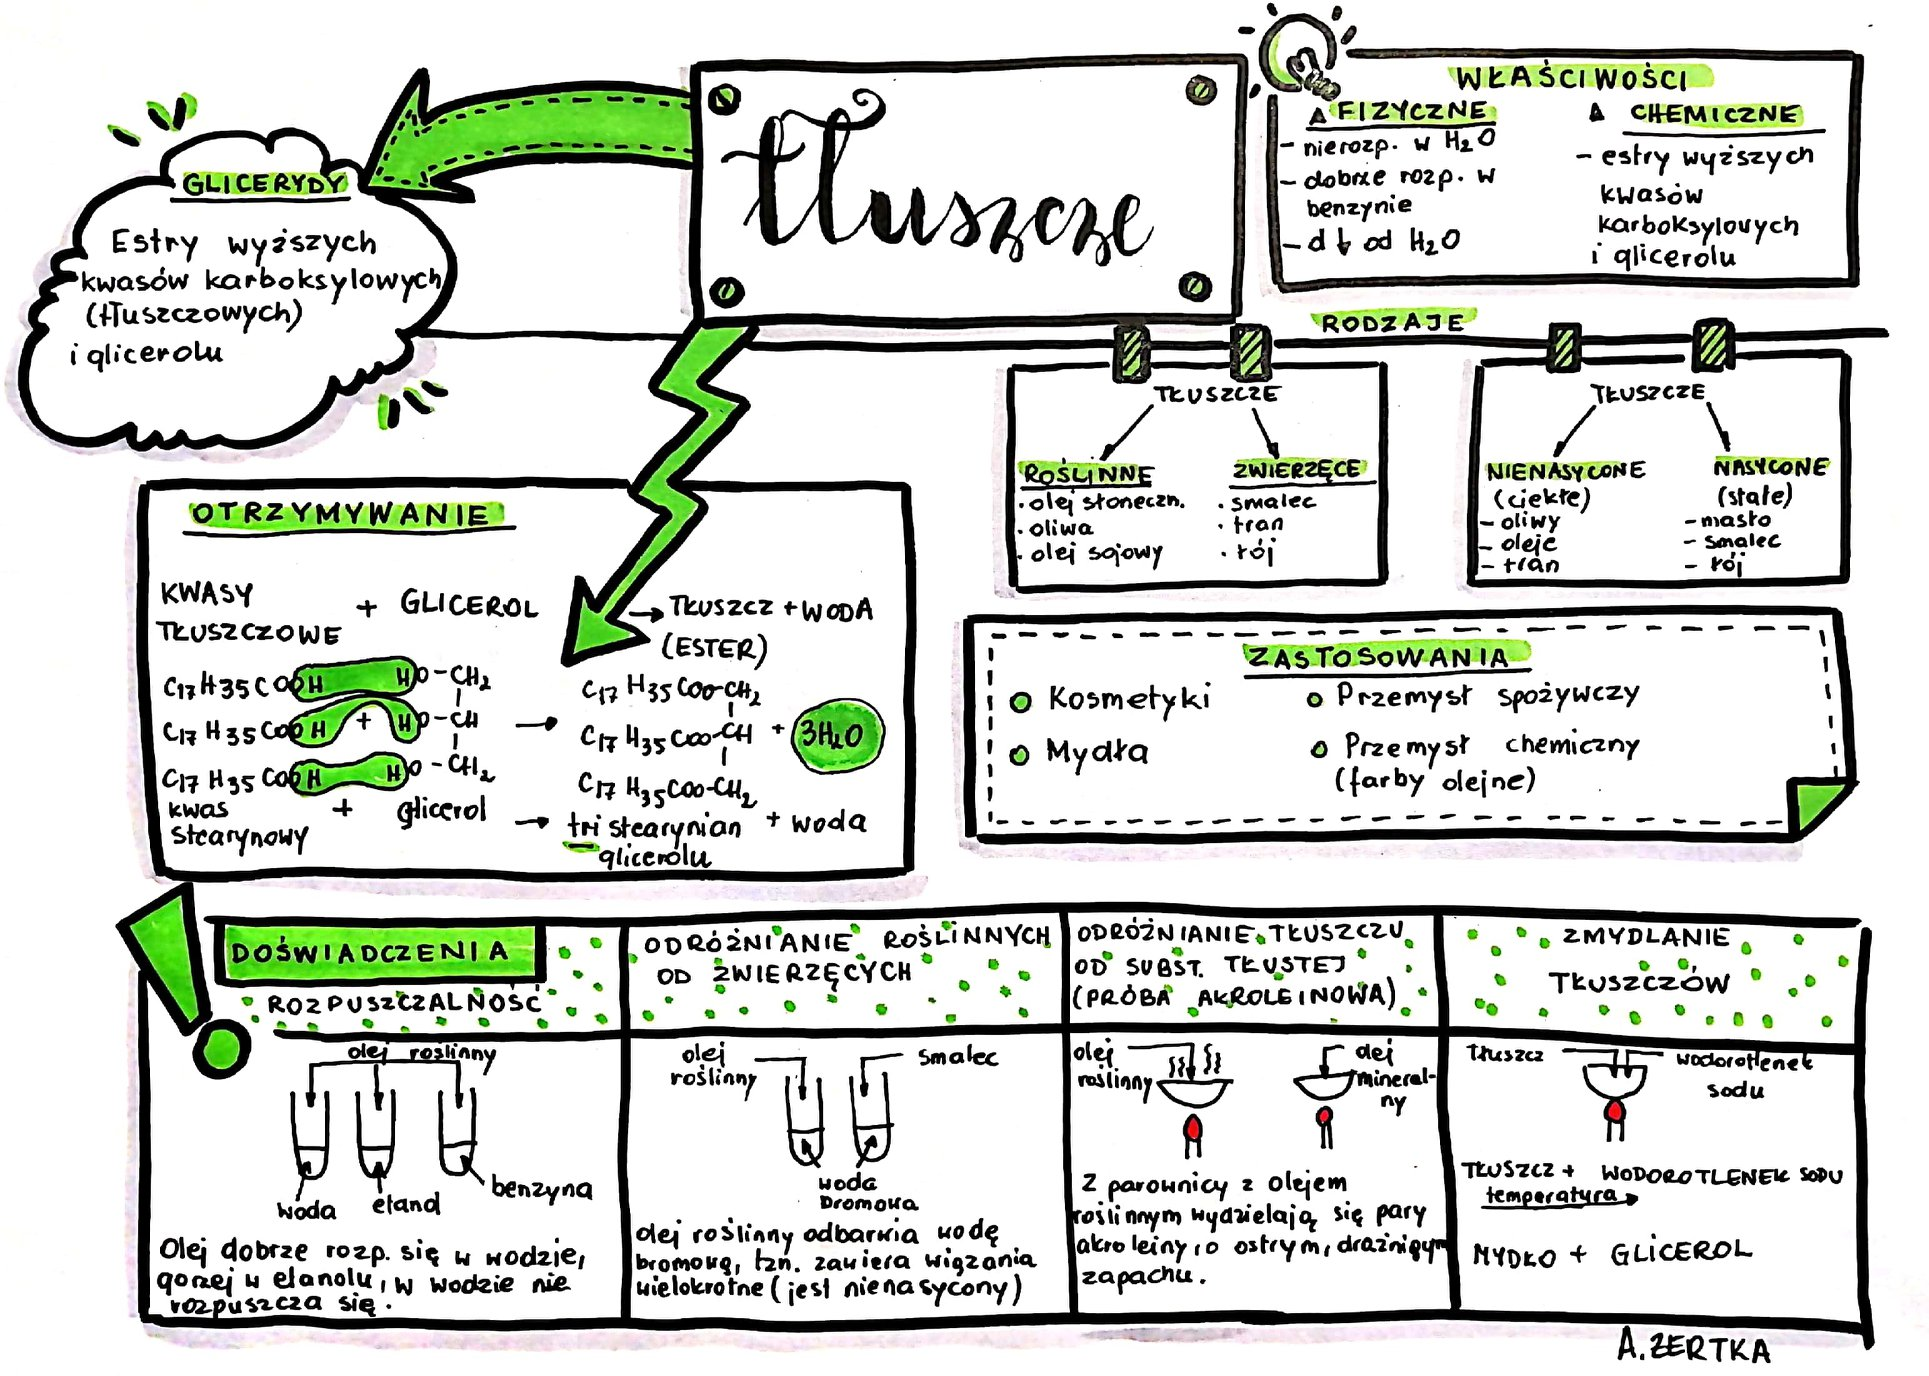 tłuszcze
GLICERYDY
Estry wyższych
kwasów karboksylowych
(tłuszczowych)
i glicerolu
WŁAŚCIWOŚCI
FIZYCZNE
- nierozp. w H2O
- dobrze rozp. w
benzynie
- d ↓ od H2O
CHEMICZNE
- estry wyższych
kwasów
karboksylowych
i glicerolu
RODZAJE
TŁUSZCZE
ROŚLINNE
· olej słoneczn.
· oliwa
· olej sojowy
ZWIERZĘCE
· smalec
· tran
· łój
TŁUSZCZE
NIENASYCONE
(ciekłe)
- oliwy
- oleje
- tran
NASYCONE
(stałe)
- masło
- smalec
- łój
OTRZYMYWANIE
KWASY
TŁUSZCZOWE
+ GLICEROL → TŁUSZCZ + WODA
(ESTER)
C17H35COOH HO-CH2
C17H35COOH + HO-CH →
C17H35COOH HO-CH2
C17H35COO-CH2
C17H35COO-CH + 3H2O
C17H35COO-CH2
kwas
stearynowy
+ glicerol → tristearynian + woda
glicerolu
ZASTOSOWANIA
Kosmetyki
Mydła
Przemysł spożywczy
Przemysł chemiczny
(farby olejne)
DOŚWIADCZENIA
ROZPUSZCZALNOŚĆ
olej roślinny
woda
etanol
benzyna
Olej dobrze rozp. się w wodzie,
gorzej w etanolu, w wodzie nie
rozpuszcza się.
ODRÓŻNIANIE ROŚLINNYCH
OD ZWIERZĘCYCH
olej
roślinny
smalec
woda
bromowa
olej roślinny odbarwia wodę
bromową, tzn. zawiera wiązania
wielokrotne (jest nienasycony)
ODRÓŻNIANIE TŁUSZCZU
OD SUBST. TŁUSTEJ
(PRÓBA AKROLEINOWA)
olej
roślinny
olej
mineral-
ny
Z parownicy z olejem
roślinnym wydzielają się pary
akroleiny, o ostrym, drażniącym
zapachu.
ZMYDLANIE
TŁUSZCZÓW
Tłuszcz
wodorotlenek
sodu
TŁUSZCZ + WODOROTLENEK SODU
temperatura→
MYDŁO + GLICEROL
A.ZERTKA